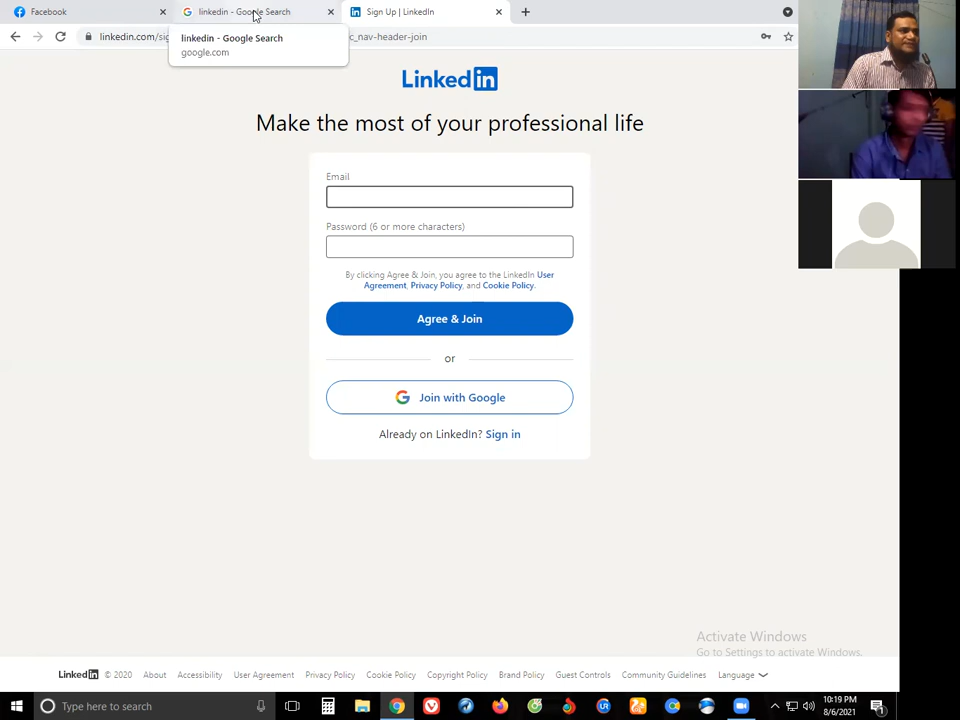 Facebook
linkedin - Google Search
Sign Up | LinkedIn
linkedin.com/sig
c_nav-header-join
linkedin - Google Search
google.com
Linkedin
Make the most of your professional life
Email
Password (6 or more characters)
By clicking Agree & Join, you agree to the LinkedIn User
Agreement, Privacy Policy, and Cookie Policy.
Agree & Join
or
Join with Google
Already on LinkedIn? Sign in
Activate Windows
Go to Settings to activate Windows.
Linkedin © 2020 About Accessibility User Agreement Privacy Policy Cookie Policy Copyright Policy Brand Policy Guest Controls Community Guidelines Language
Type here to search
10:19 PM
8/6/2021